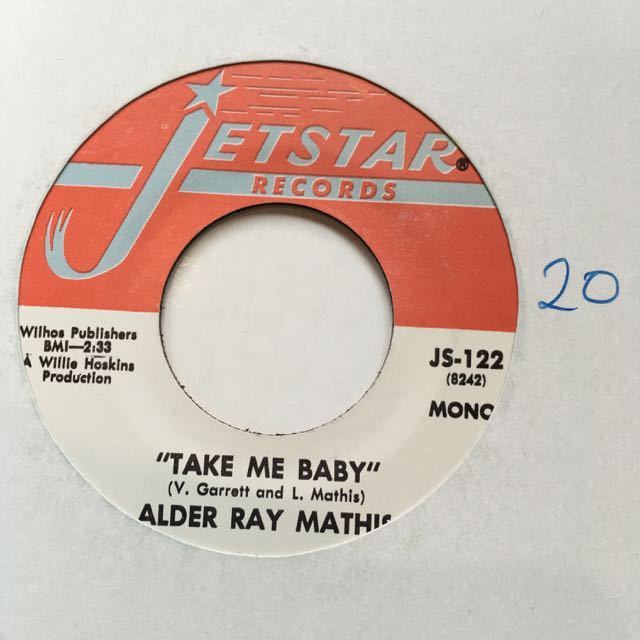 JETSTAR®
RECORDS
Wilhos Publishers
BMI—2:33
A Willie Hoskins
Production
JS-122
(8242)
MONO
20
"TAKE ME BABY"
(V. Garrett and L. Mathis)
ALDER RAY MATHIS